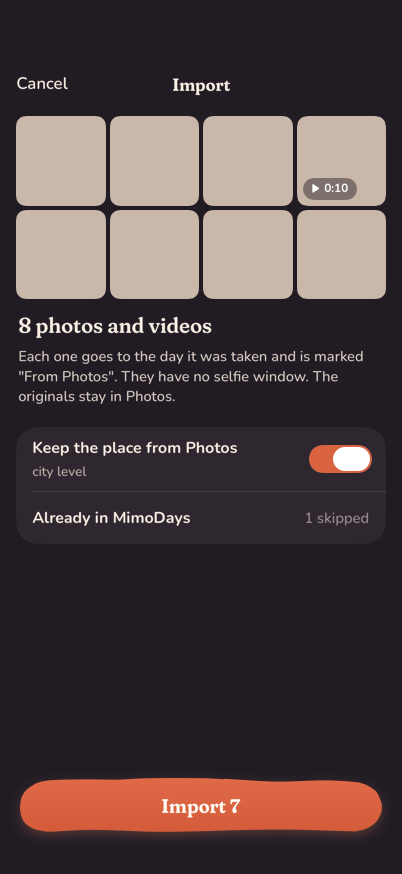 Cancel
Import
0:10
8 photos and videos
Each one goes to the day it was taken and is marked
"From Photos". They have no selfie window. The
originals stay in Photos.
Keep the place from Photos
city level
Already in MimoDays
1 skipped
Import 7